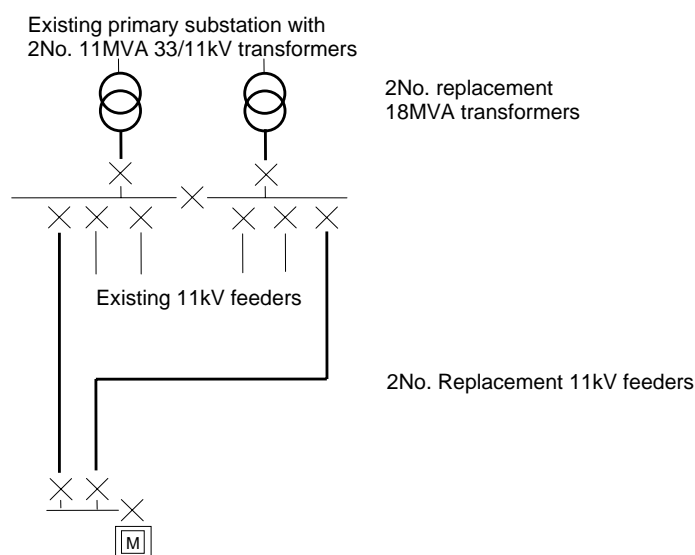 Existing primary substation with
2No. 11MVA 33/11kV transformers
2No. replacement
18MVA transformers
Existing 11kV feeders
2No. Replacement 11kV feeders
M